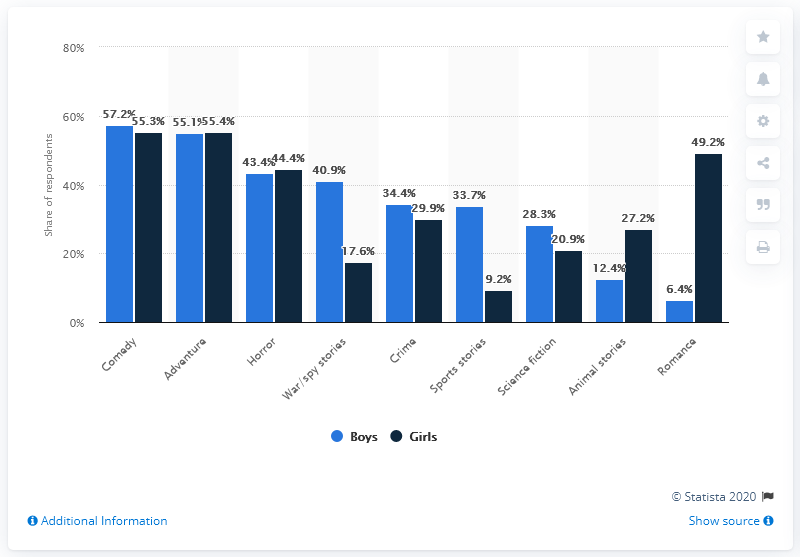 80%
60%
40%
20%
0%
Share of respondents
57.2%
55.3%
55.1%
55.4%
43.4%
44.4%
40.9%
17.6%
34.4%
29.9%
33.7%
9.2%
28.3%
20.9%
12.4%
27.2%
6.4%
49.2%
Comedy
Adventure
Horror
War/spy stories
Crime
Sports stories
Science fiction
Animal stories
Romance
Boys Girls
© Statista 2020
Additional Information Show source